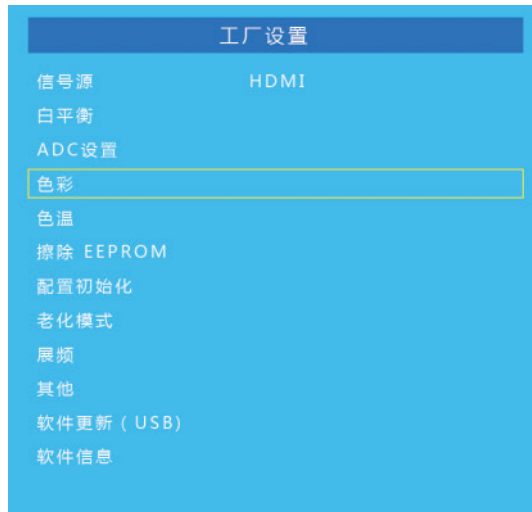 工厂设置
信号源 HDMI
白平衡
ADC设置
色彩
色温
擦除 EEPROM
配置初始化
老化模式
展频
其他
软件更新（USB)
软件信息